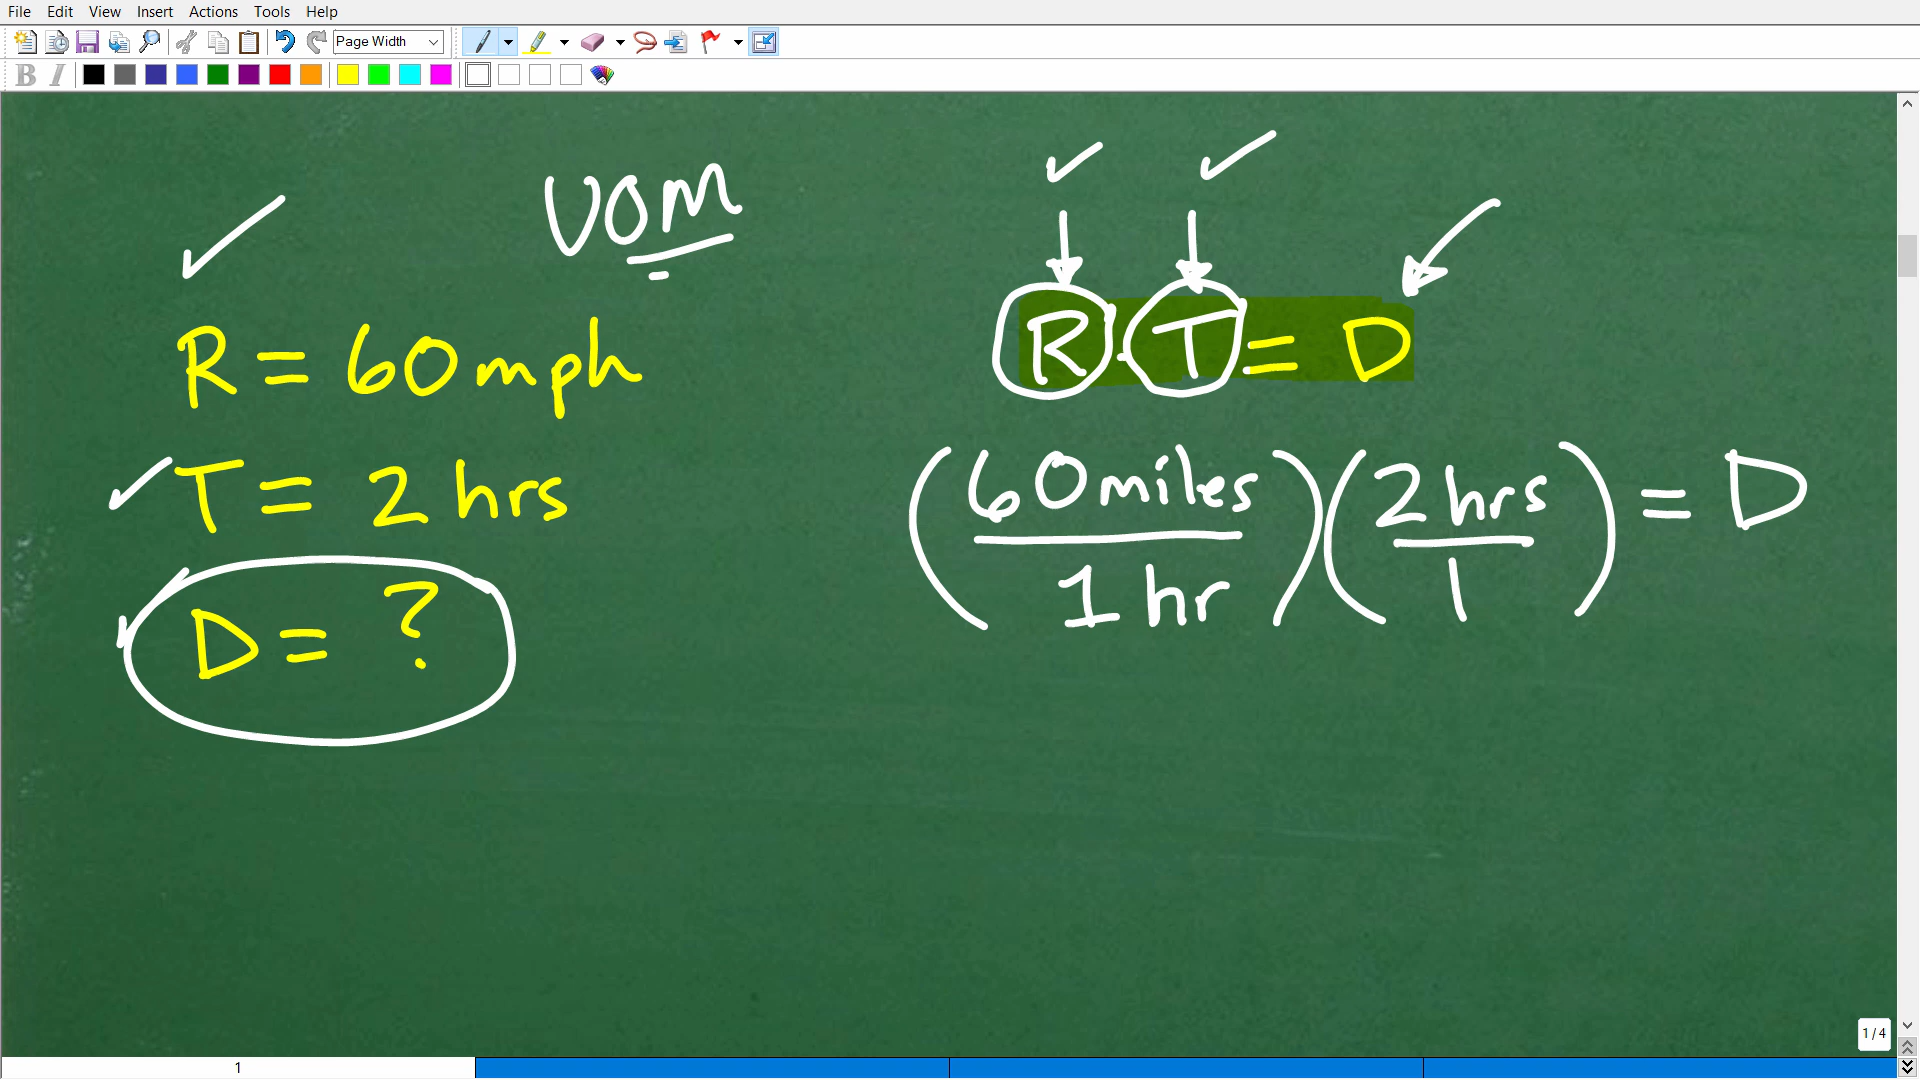 File Edit View Insert Actions Tools Help
Page Width
B I
UOM
R = 60 mph
T = 2 hrs
D = ?
R · T = D
(60 miles / 1 hr) (2 hrs / 1) = D
1 / 4
1